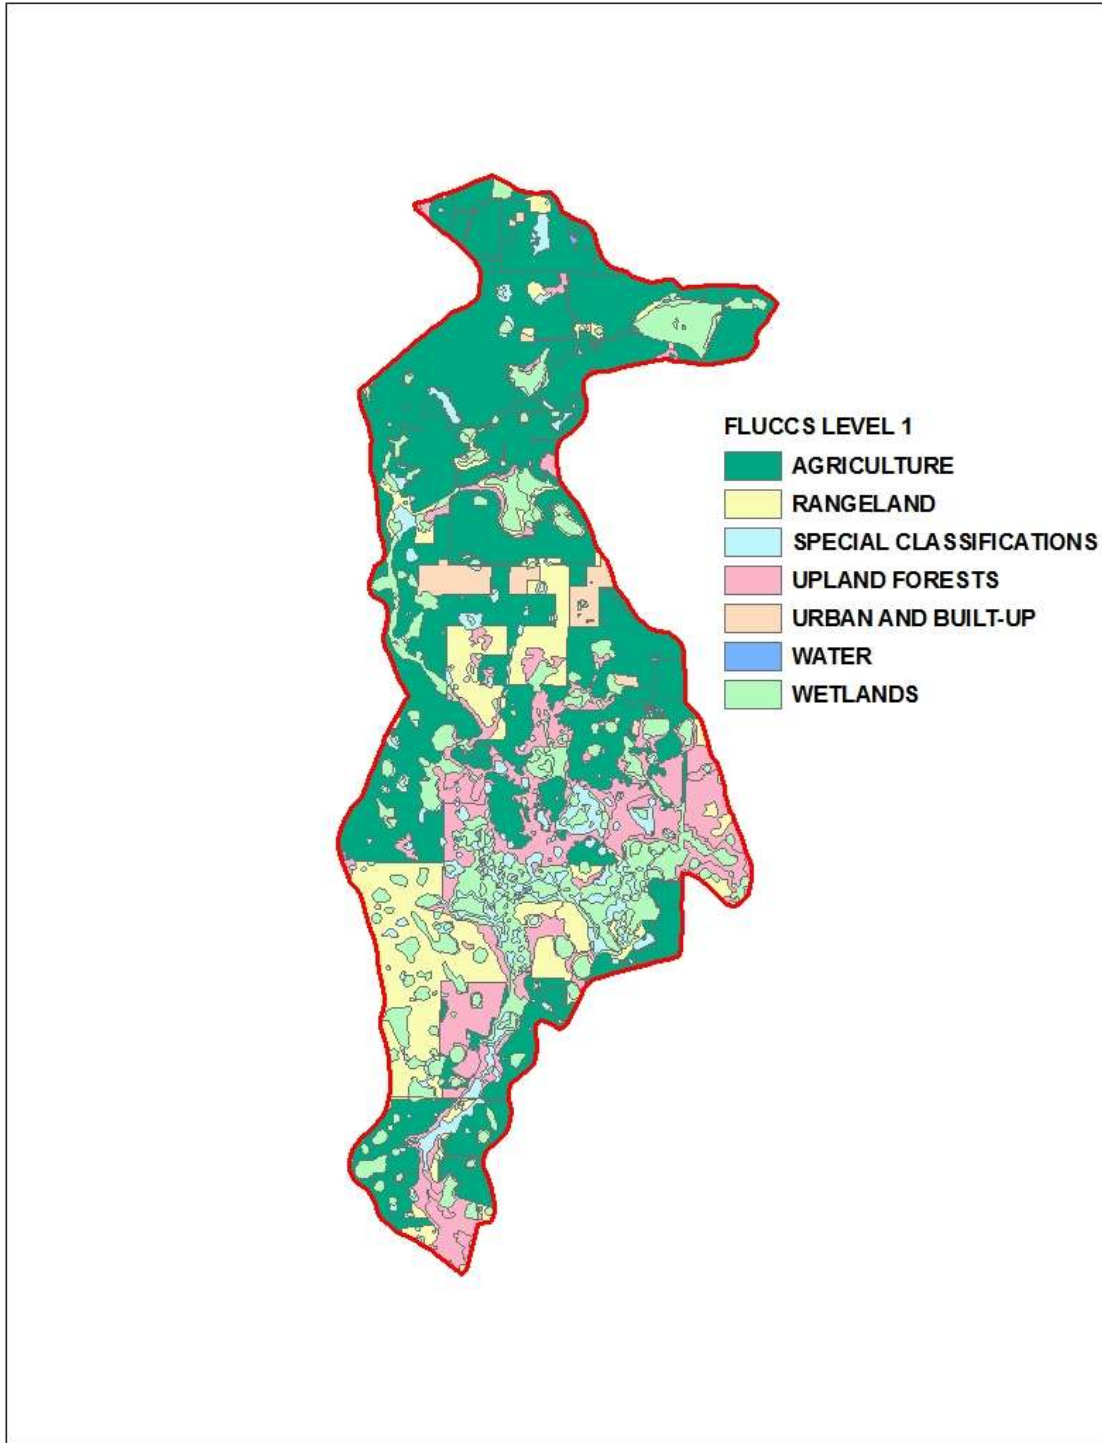 FLUCCS LEVEL 1
AGRICULTURE
RANGELAND
SPECIAL CLASSIFICATIONS
UPLAND FORESTS
URBAN AND BUILT-UP
WATER
WETLANDS